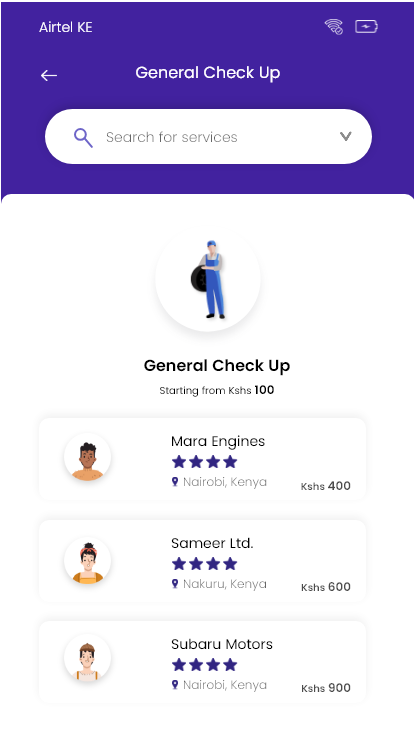 Airtel KE
General Check Up
Search for services
General Check Up
Starting from Kshs 100
Mara Engines
Nairobi, Kenya
Kshs 400
Sameer Ltd.
Nakuru, Kenya
Kshs 600
Subaru Motors
Nairobi, Kenya
Kshs 900